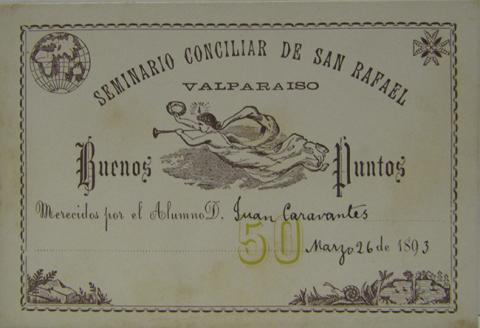 SEMINARIO CONCILIAR DE SAN RAFAEL
VALPARAISO
Buenos Puntos
Merecidos por el Alumno D. Juan Caravantes
50
Marzo 26 de 1893